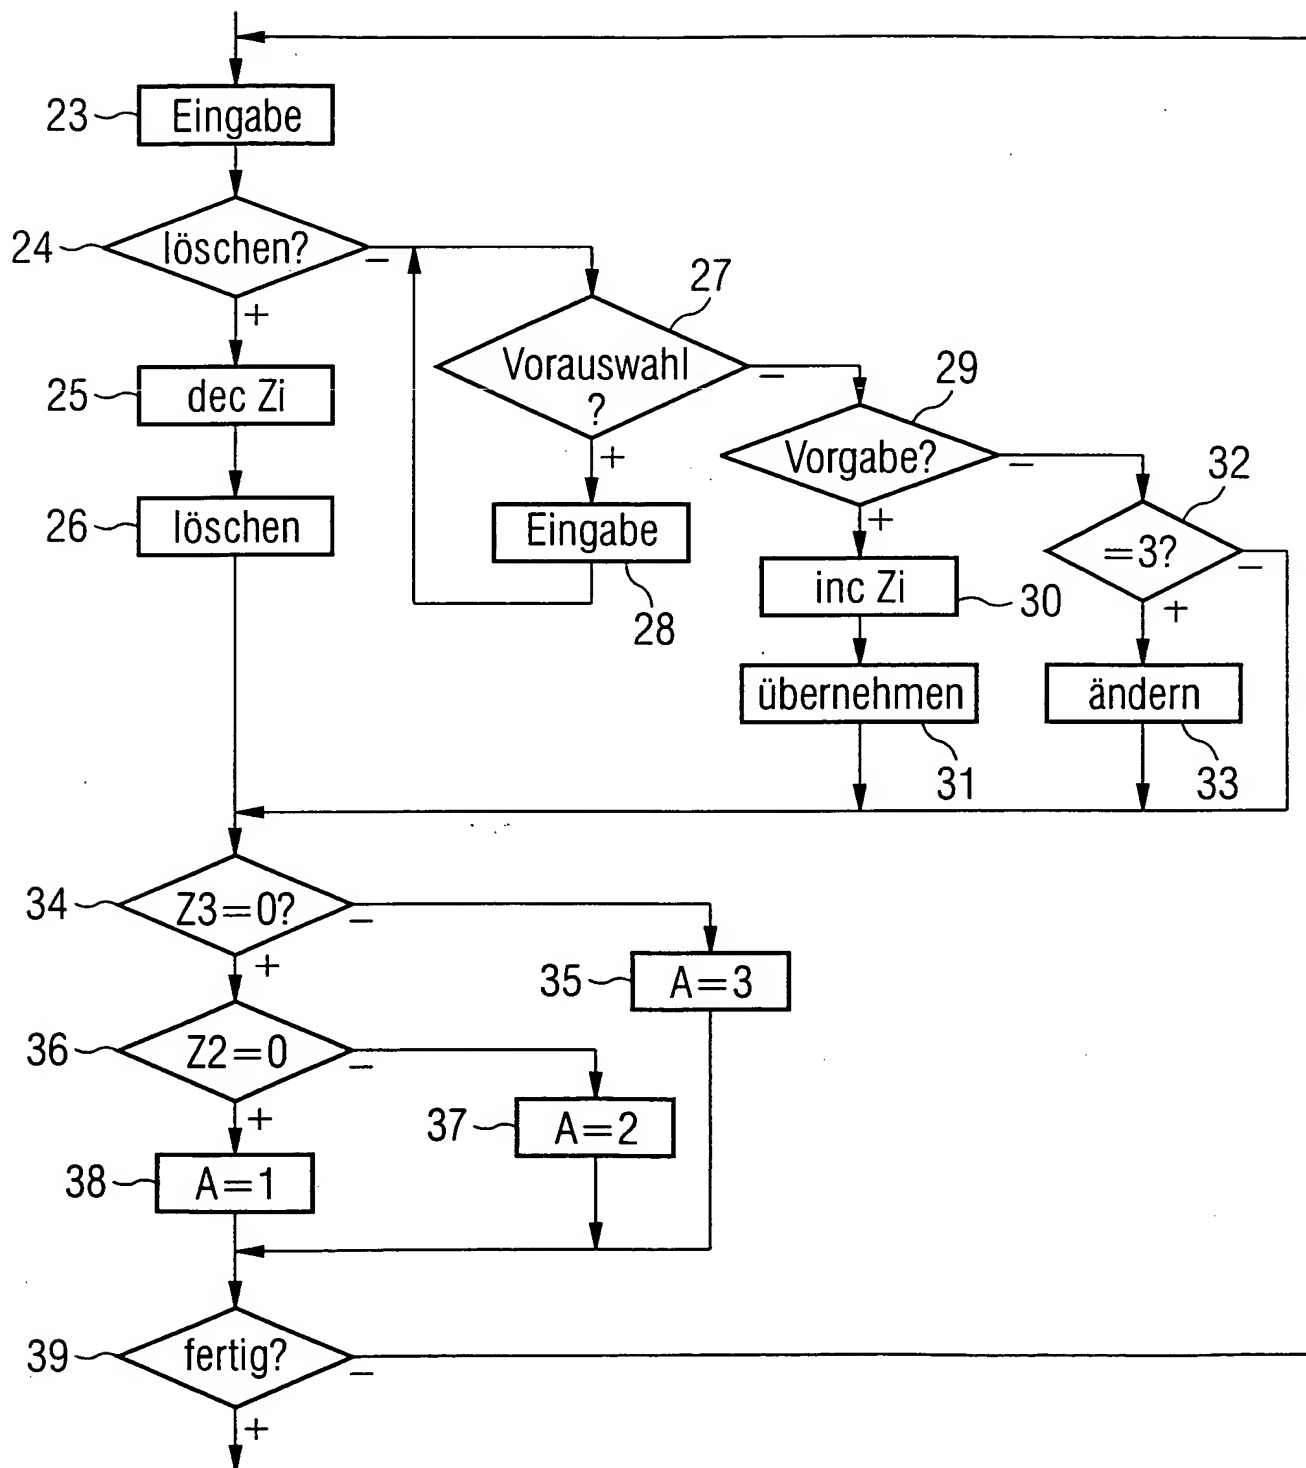 23 Eingabe
24 löschen? −
+
27
Vorauswahl
? −
+
25 dec Zi
29
Vorgabe? −
+
32
=3? −
+
26 löschen
Eingabe
28
inc Zi 30
übernehmen
31
ändern
33
34 Z3=0? −
+
35 A=3
36 Z2=0 −
+
37 A=2
38 A=1
39 fertig? −
+